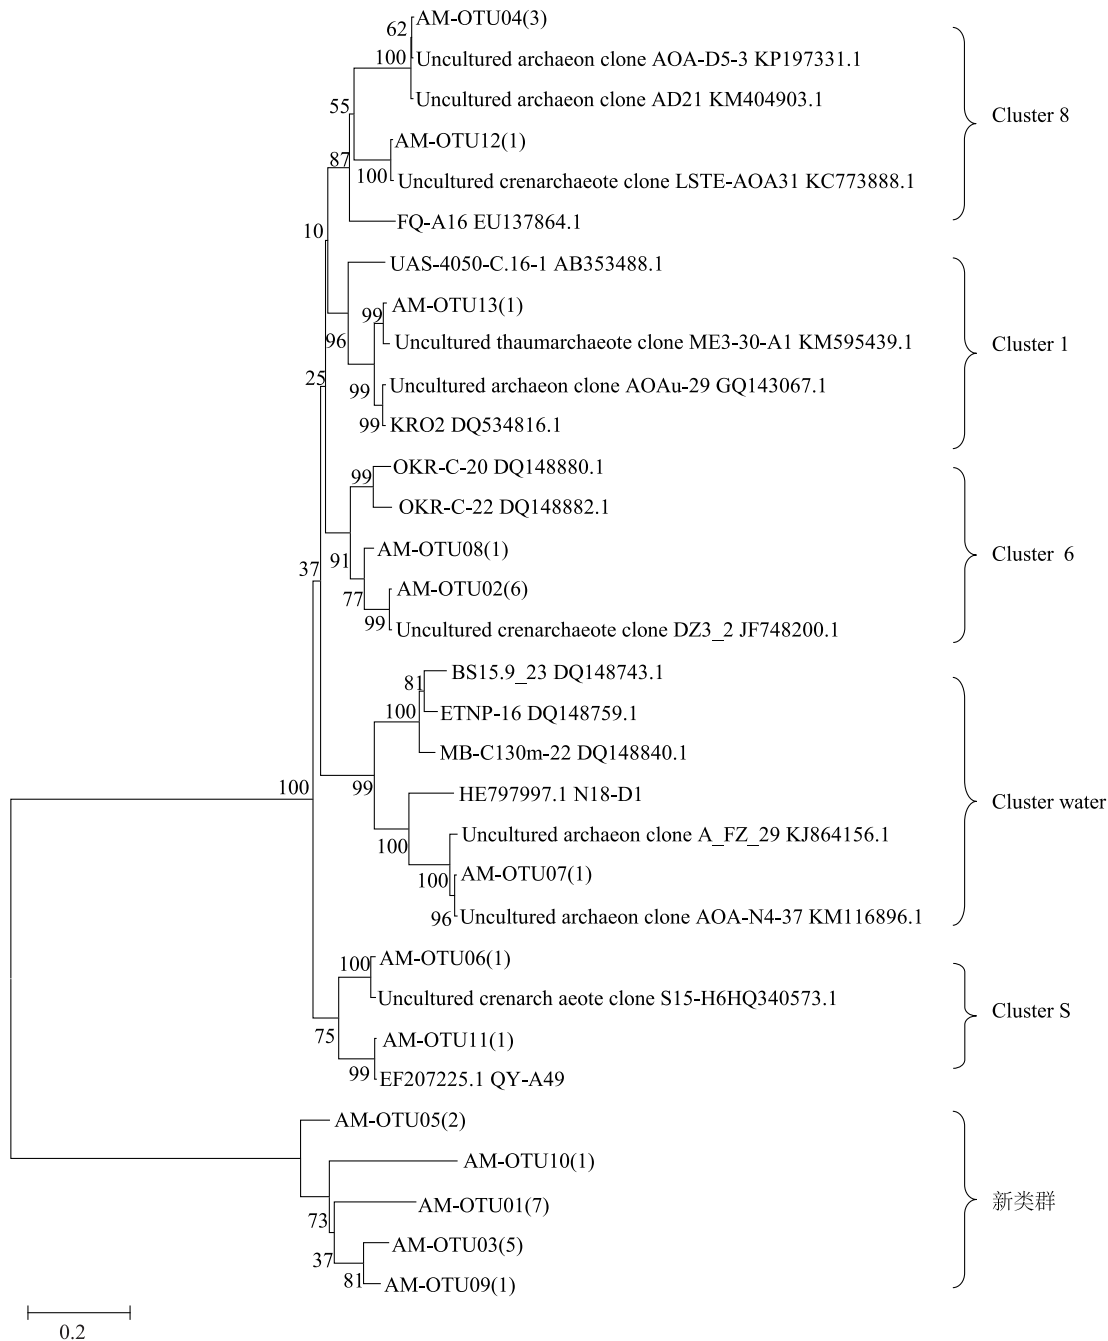 AM-OTU04(3)
62
100
Uncultured archaeon clone AOA-D5-3 KP197331.1
Uncultured archaeon clone AD21 KM404903.1
55
Cluster 8
AM-OTU12(1)
87
100
Uncultured crenarchaeote clone LSTE-AOA31 KC773888.1
FQ-A16 EU137864.1
10
UAS-4050-C.16-1 AB353488.1
AM-OTU13(1)
99
96
Uncultured thaumarchaeote clone ME3-30-A1 KM595439.1
Cluster 1
25
99
Uncultured archaeon clone AOAu-29 GQ143067.1
99
KRO2 DQ534816.1
OKR-C-20 DQ148880.1
99
OKR-C-22 DQ148882.1
AM-OTU08(1)
91
Cluster 6
37
77
AM-OTU02(6)
99
Uncultured crenarchaeote clone DZ3_2 JF748200.1
BS15.9_23 DQ148743.1
81
100
ETNP-16 DQ148759.1
MB-C130m-22 DQ148840.1
100
99
HE797997.1 N18-D1
Cluster water
100
Uncultured archaeon clone A_FZ_29 KJ864156.1
100
AM-OTU07(1)
96
Uncultured archaeon clone AOA-N4-37 KM116896.1
AM-OTU06(1)
100
Uncultured crenarch aeote clone S15-H6HQ340573.1
Cluster S
75
AM-OTU11(1)
99
EF207225.1 QY-A49
AM-OTU05(2)
AM-OTU10(1)
新类群
AM-OTU01(7)
73
37
AM-OTU03(5)
81
AM-OTU09(1)
0.2